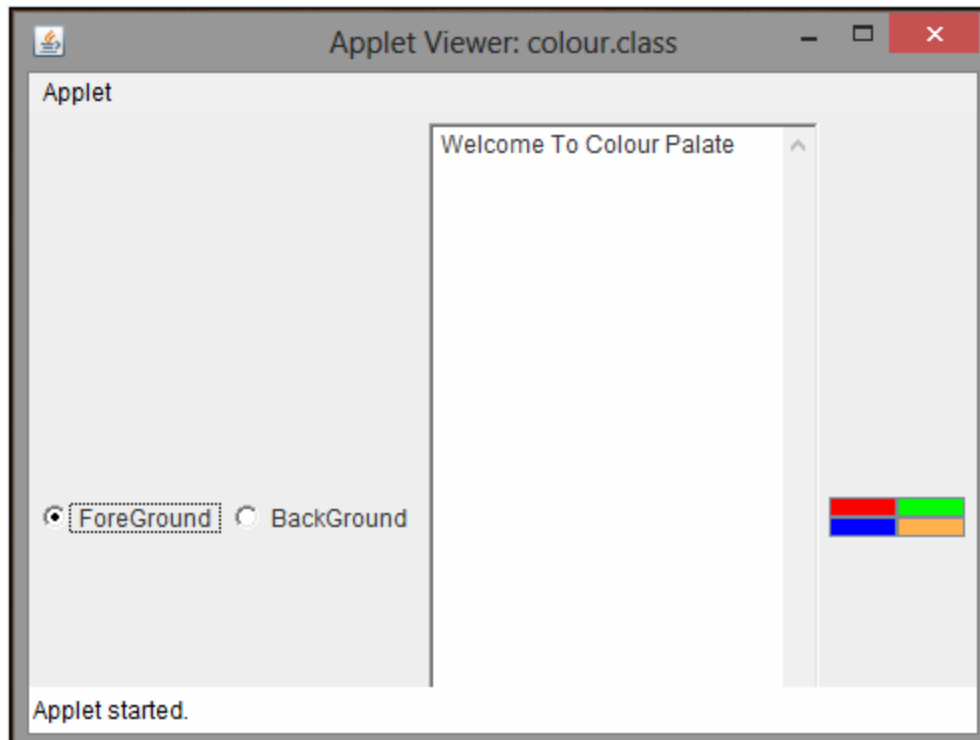 Applet Viewer: colour.class
Applet
Welcome To Colour Palate
ForeGround BackGround
Applet started.